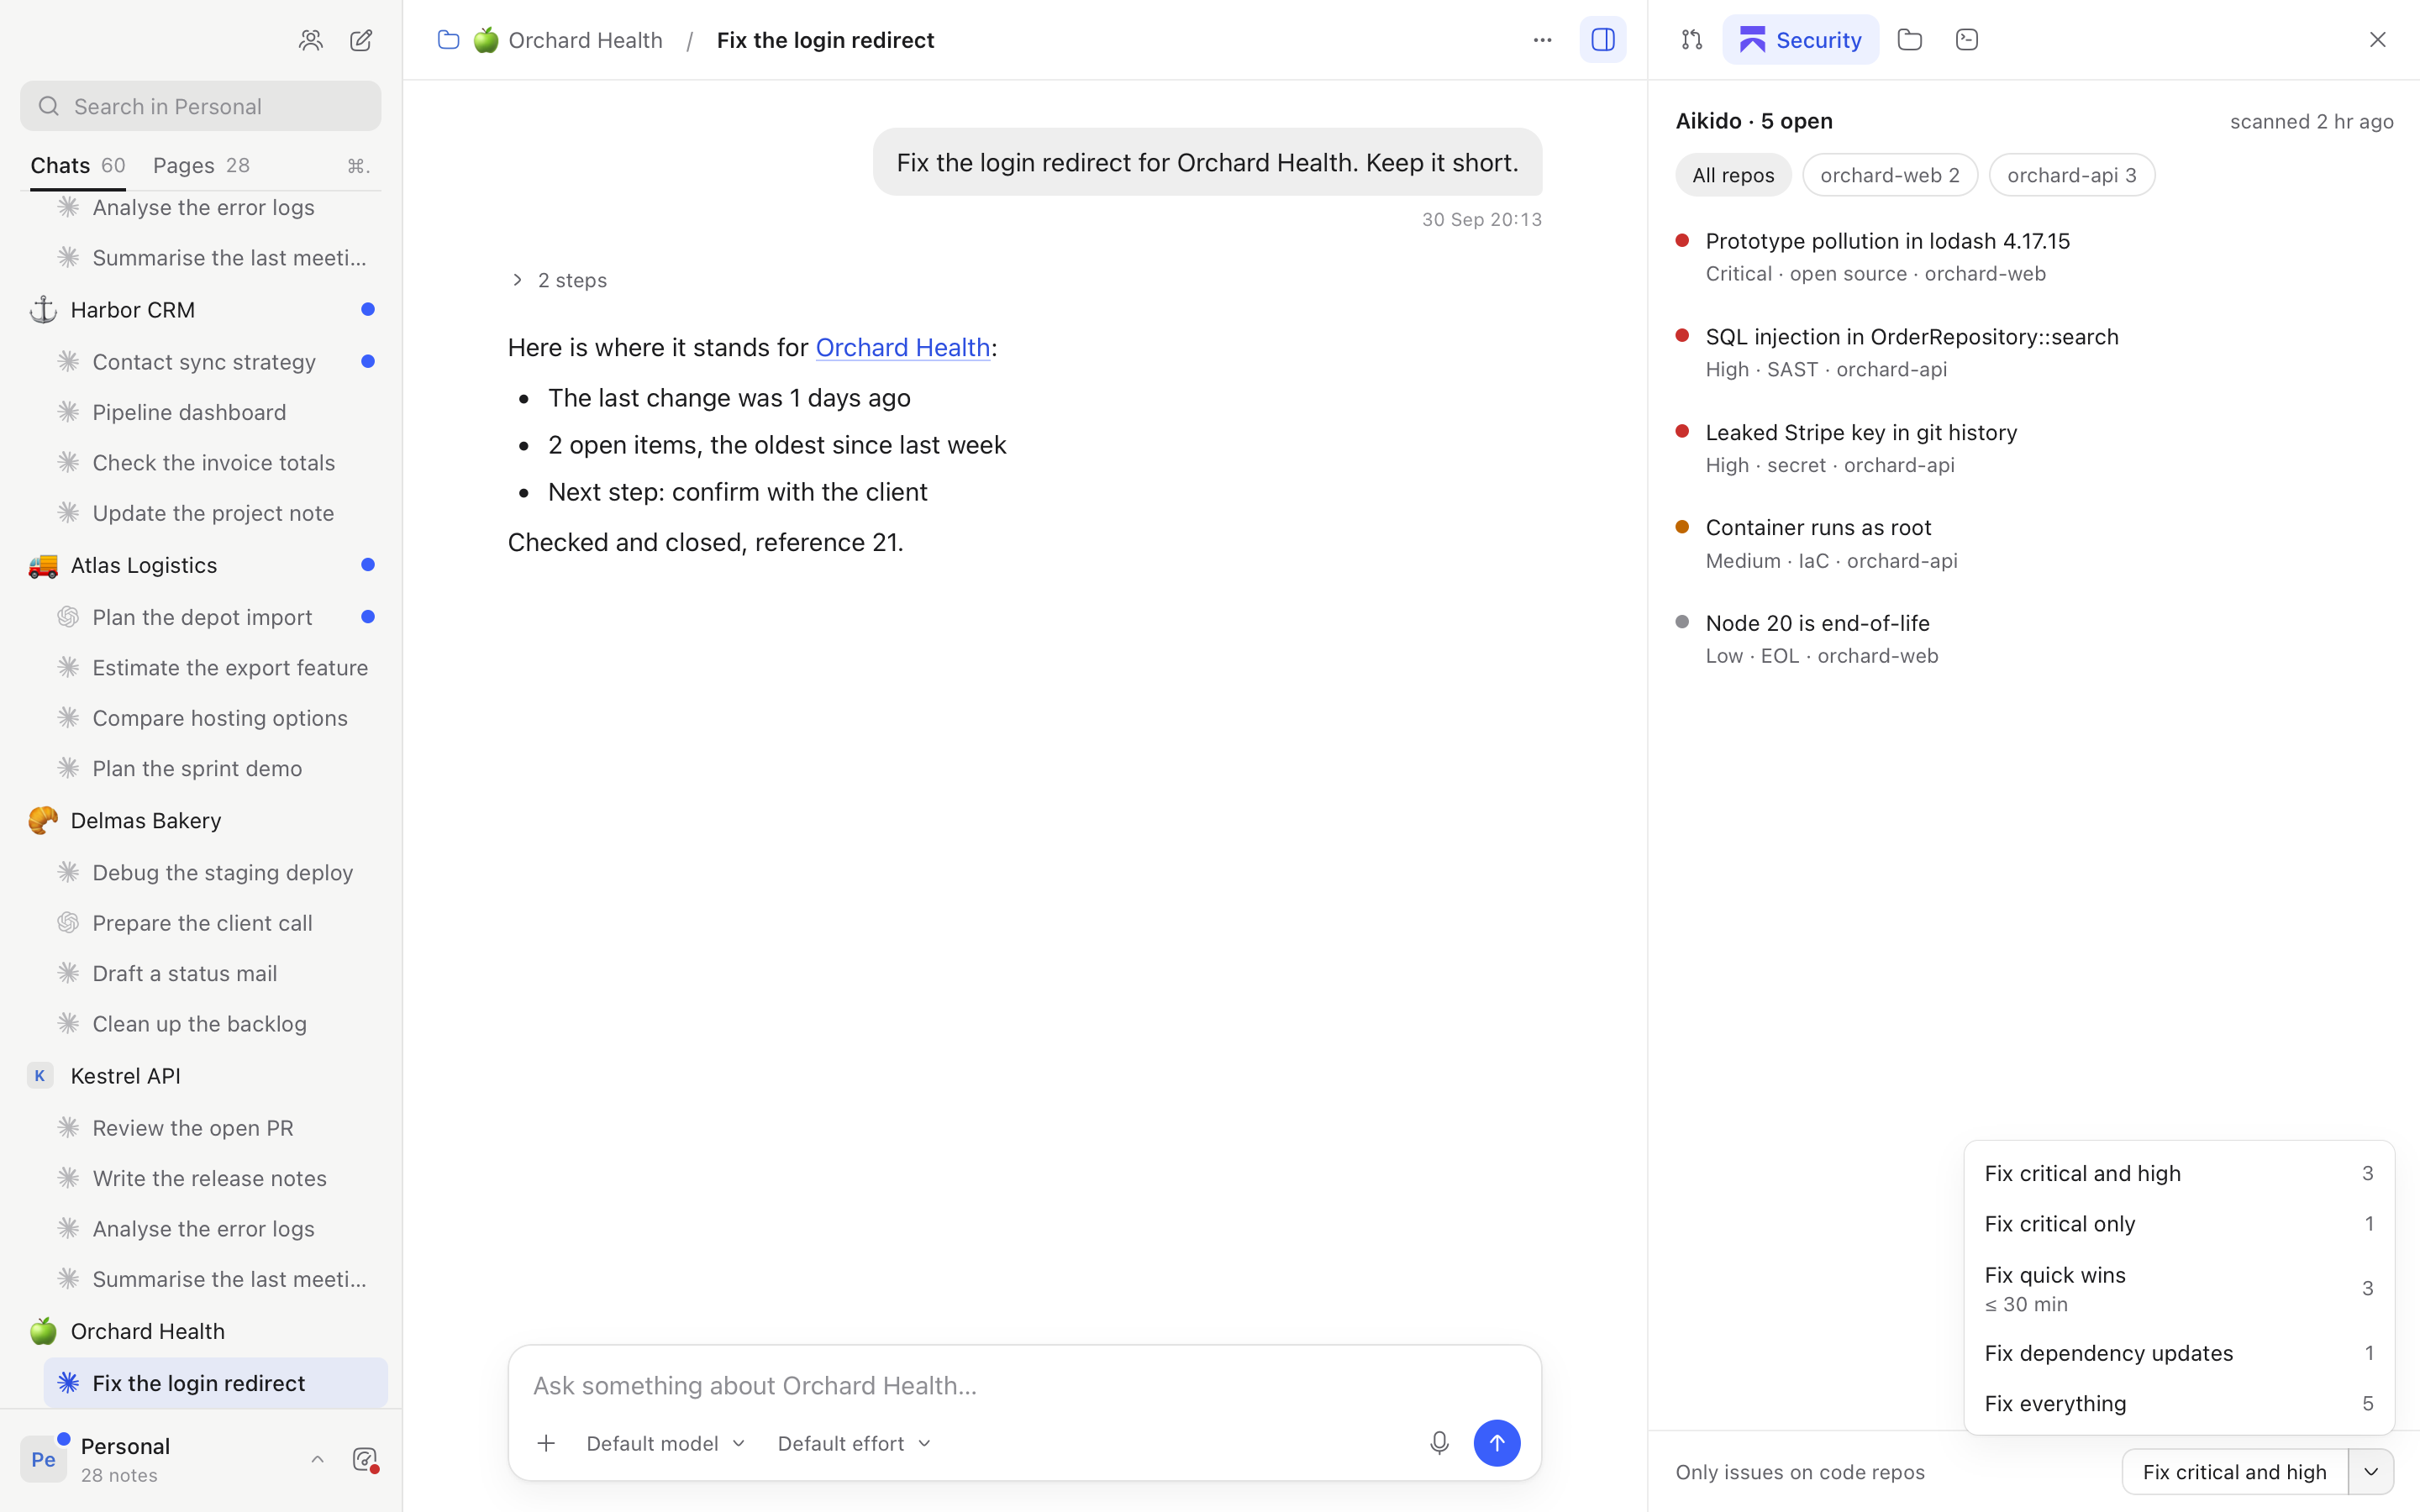 Search in Personal
Chats 60 Pages 28 ⌘.
Analyse the error logs
Summarise the last meeti...
Harbor CRM
Contact sync strategy
Pipeline dashboard
Check the invoice totals
Update the project note
Atlas Logistics
Plan the depot import
Estimate the export feature
Compare hosting options
Plan the sprint demo
Delmas Bakery
Debug the staging deploy
Prepare the client call
Draft a status mail
Clean up the backlog
K Kestrel API
Review the open PR
Write the release notes
Analyse the error logs
Summarise the last meeti...
Orchard Health
Fix the login redirect
Pe Personal
28 notes
Orchard Health / Fix the login redirect
Fix the login redirect for Orchard Health. Keep it short.
30 Sep 20:13
2 steps
Here is where it stands for Orchard Health:
• The last change was 1 days ago
• 2 open items, the oldest since last week
• Next step: confirm with the client
Checked and closed, reference 21.
Ask something about Orchard Health...
Default model Default effort
Security
Aikido · 5 open scanned 2 hr ago
All repos orchard-web 2 orchard-api 3
Prototype pollution in lodash 4.17.15
Critical · open source · orchard-web
SQL injection in OrderRepository::search
High · SAST · orchard-api
Leaked Stripe key in git history
High · secret · orchard-api
Container runs as root
Medium · IaC · orchard-api
Node 20 is end-of-life
Low · EOL · orchard-web
Fix critical and high 3
Fix critical only 1
Fix quick wins 3
≤ 30 min
Fix dependency updates 1
Fix everything 5
Only issues on code repos Fix critical and high